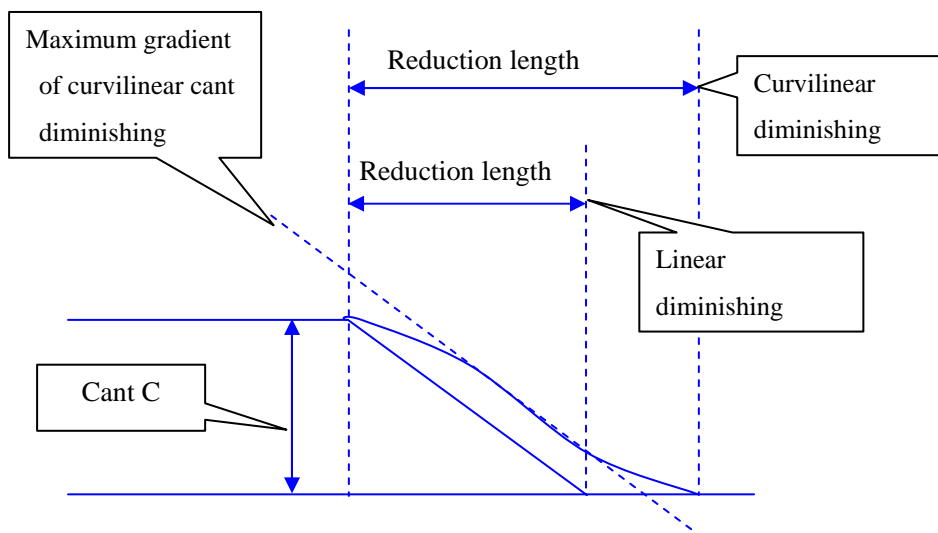 Maximum gradient
of curvilinear cant
diminishing
Reduction length
Curvilinear
diminishing
Reduction length
Linear
diminishing
Cant C